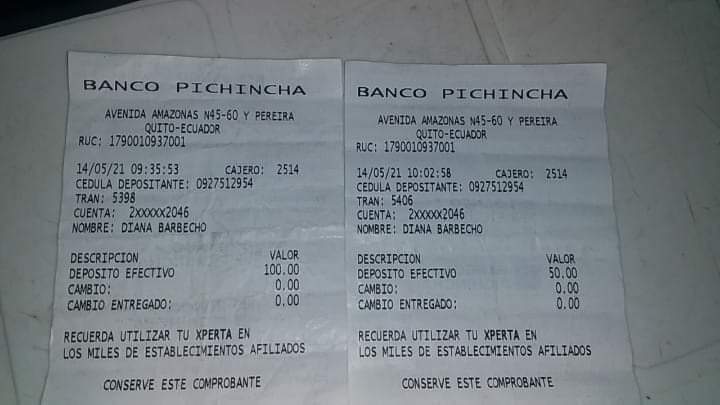 BANCO PICHINCHA
AVENIDA AMAZONAS N45-60 Y PEREIRA
QUITO-ECUADOR
RUC: 1790010937001
14/05/21 09:35:53 CAJERO: 2514
CEDULA DEPOSITANTE: 0927512954
TRAN: 5398
CUENTA: 2xxxxx2046
NOMBRE: DIANA BARBECHO
DESCRIPCION VALOR
DEPOSITO EFECTIVO 100.00
CAMBIO: 0.00
CAMBIO ENTREGADO: 0.00
RECUERDA UTILIZAR TU XPERTA EN
LOS MILES DE ESTABLECIMIENTOS AFILIADOS
CONSERVE ESTE COMPROBANTE
BANCO PICHINCHA
AVENIDA AMAZONAS N45-60 Y PEREIRA
QUITO-ECUADOR
RUC: 1790010937001
14/05/21 10:02:58 CAJERO: 2514
CEDULA DEPOSITANTE: 0927512954
TRAN: 5406
CUENTA: 2xxxxx2046
NOMBRE: DIANA BARBECHO
DESCRIPCION VALOR
DEPOSITO EFECTIVO 50.00
CAMBIO: 0.00
CAMBIO ENTREGADO: 0.00
RECUERDA UTILIZAR TU XPERTA EN
LOS MILES DE ESTABLECIMIENTOS AFILIADOS
CONSERVE ESTE COMPROBANTE